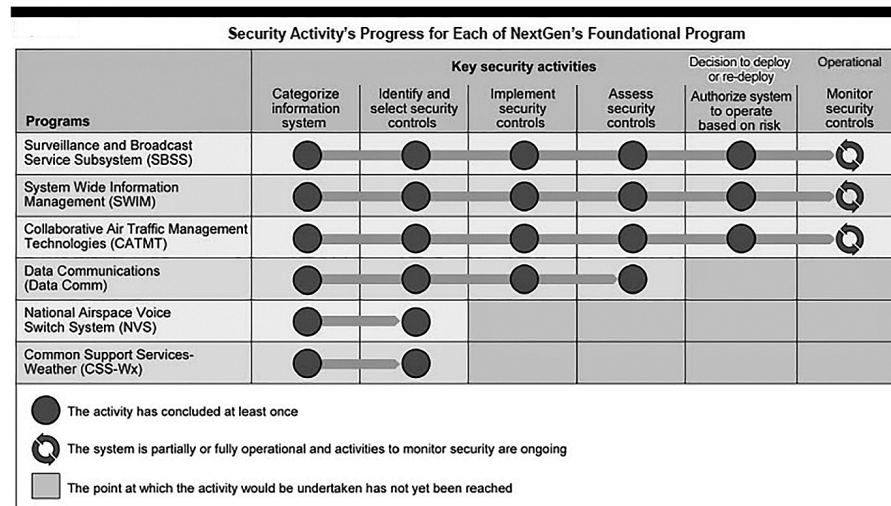 Security Activity's Progress for Each of NextGen's Foundational Program
Key security activities
Decision to deploy
or re-deploy
Operational
Programs
Categorize
information
system
Identify and
select security
controls
Implement
security
controls
Assess
security
controls
Authorize system
to operate
based on risk
Monitor
security
controls
Surveillance and Broadcast
Service Subsystem (SBSS)
System Wide Information
Management (SWIM)
Collaborative Air Traffic Management
Technologies (CATMT)
Data Communications
(Data Comm)
National Airspace Voice
Switch System (NVS)
Common Support Services-
Weather (CSS-Wx)
The activity has concluded at least once
The system is partially or fully operational and activities to monitor security are ongoing
The point at which the activity would be undertaken has not yet been reached